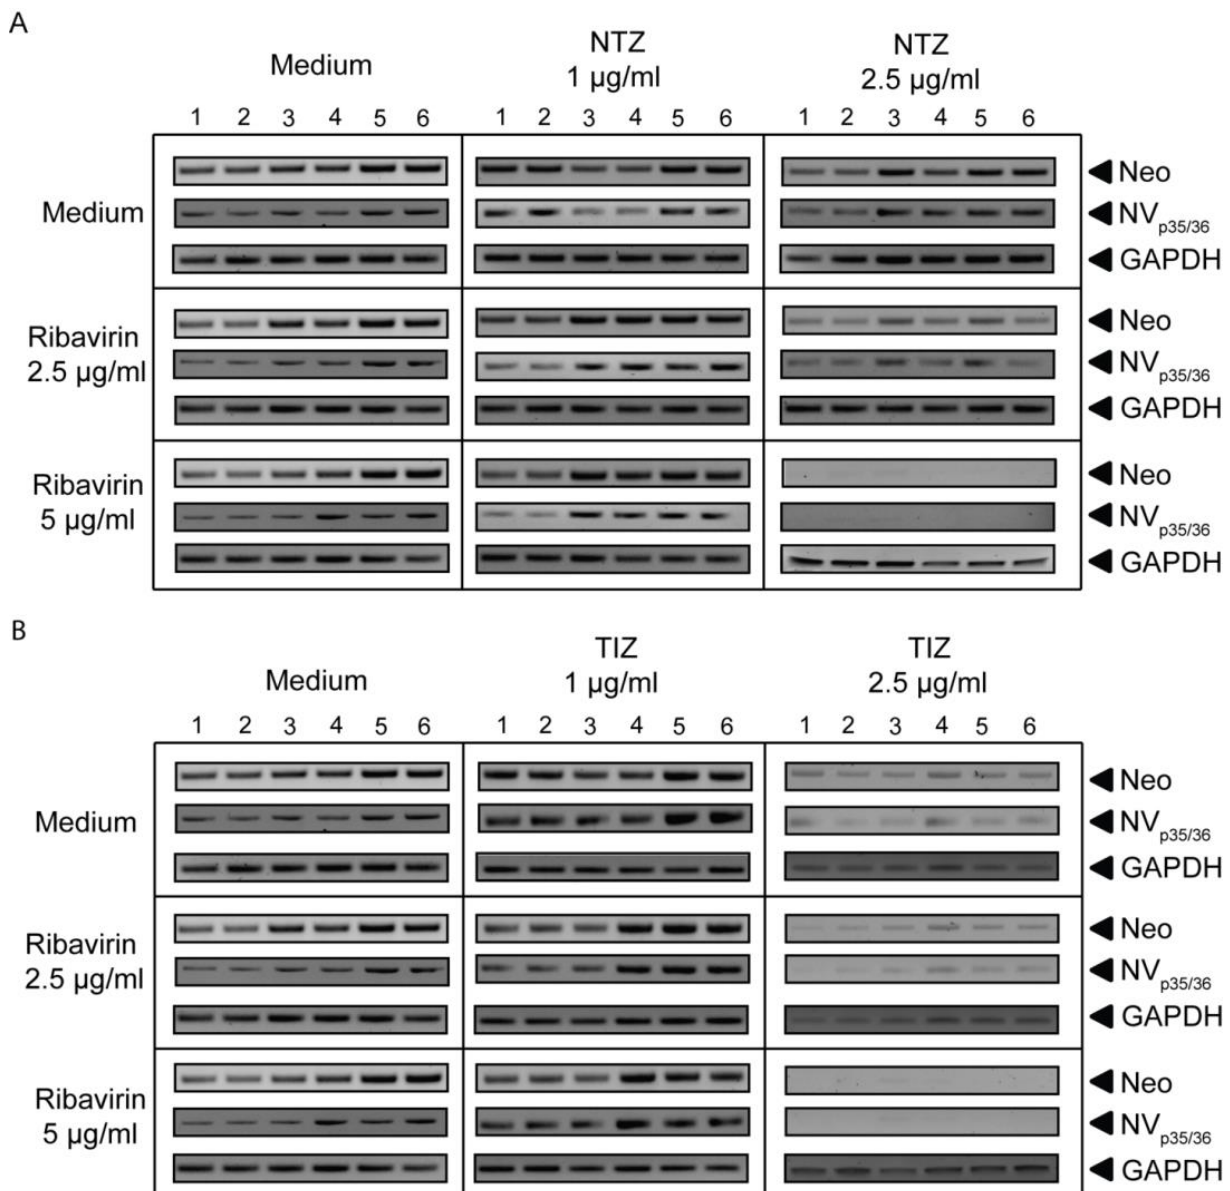 A
Medium
NTZ
1 µg/ml
NTZ
2.5 µg/ml
1 2 3 4 5 6 1 2 3 4 5 6 1 2 3 4 5 6
Medium
Neo
NVp35/36
GAPDH
Ribavirin
2.5 µg/ml
Neo
NVp35/36
GAPDH
Ribavirin
5 µg/ml
Neo
NVp35/36
GAPDH
B
Medium
TIZ
1 µg/ml
TIZ
2.5 µg/ml
1 2 3 4 5 6 1 2 3 4 5 6 1 2 3 4 5 6
Medium
Neo
NVp35/36
GAPDH
Ribavirin
2.5 µg/ml
Neo
NVp35/36
GAPDH
Ribavirin
5 µg/ml
Neo
NVp35/36
GAPDH